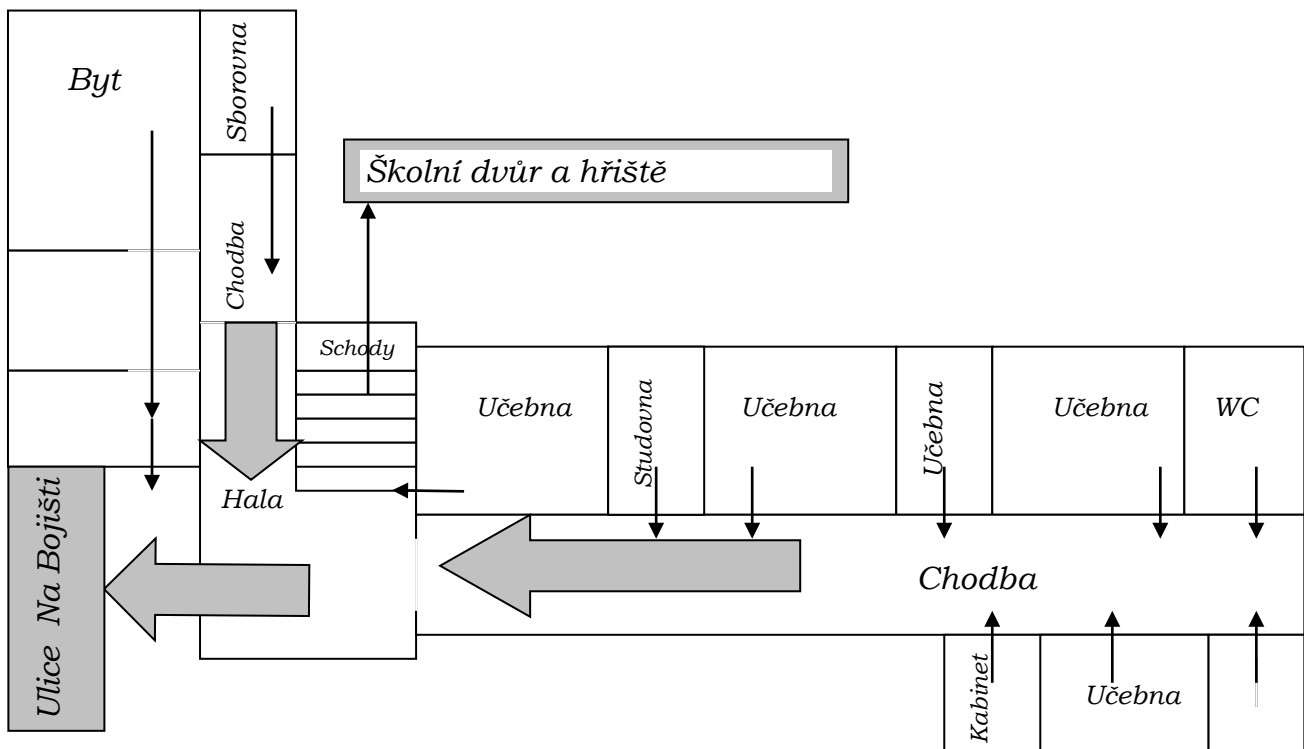 Byt
Sborovna
Školní dvůr a hřiště
Chodba
Schody
Učebna
Studovna
Učebna
Učebna
Učebna
WC
Hala
Ulice Na Bojišti
Chodba
Kabinet
Učebna